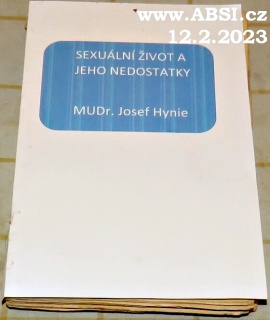 www.ABSI.cz
12.2.2023
SEXUÁLNÍ ŽIVOT A
JEHO NEDOSTATKY
MUDr. Josef Hynie